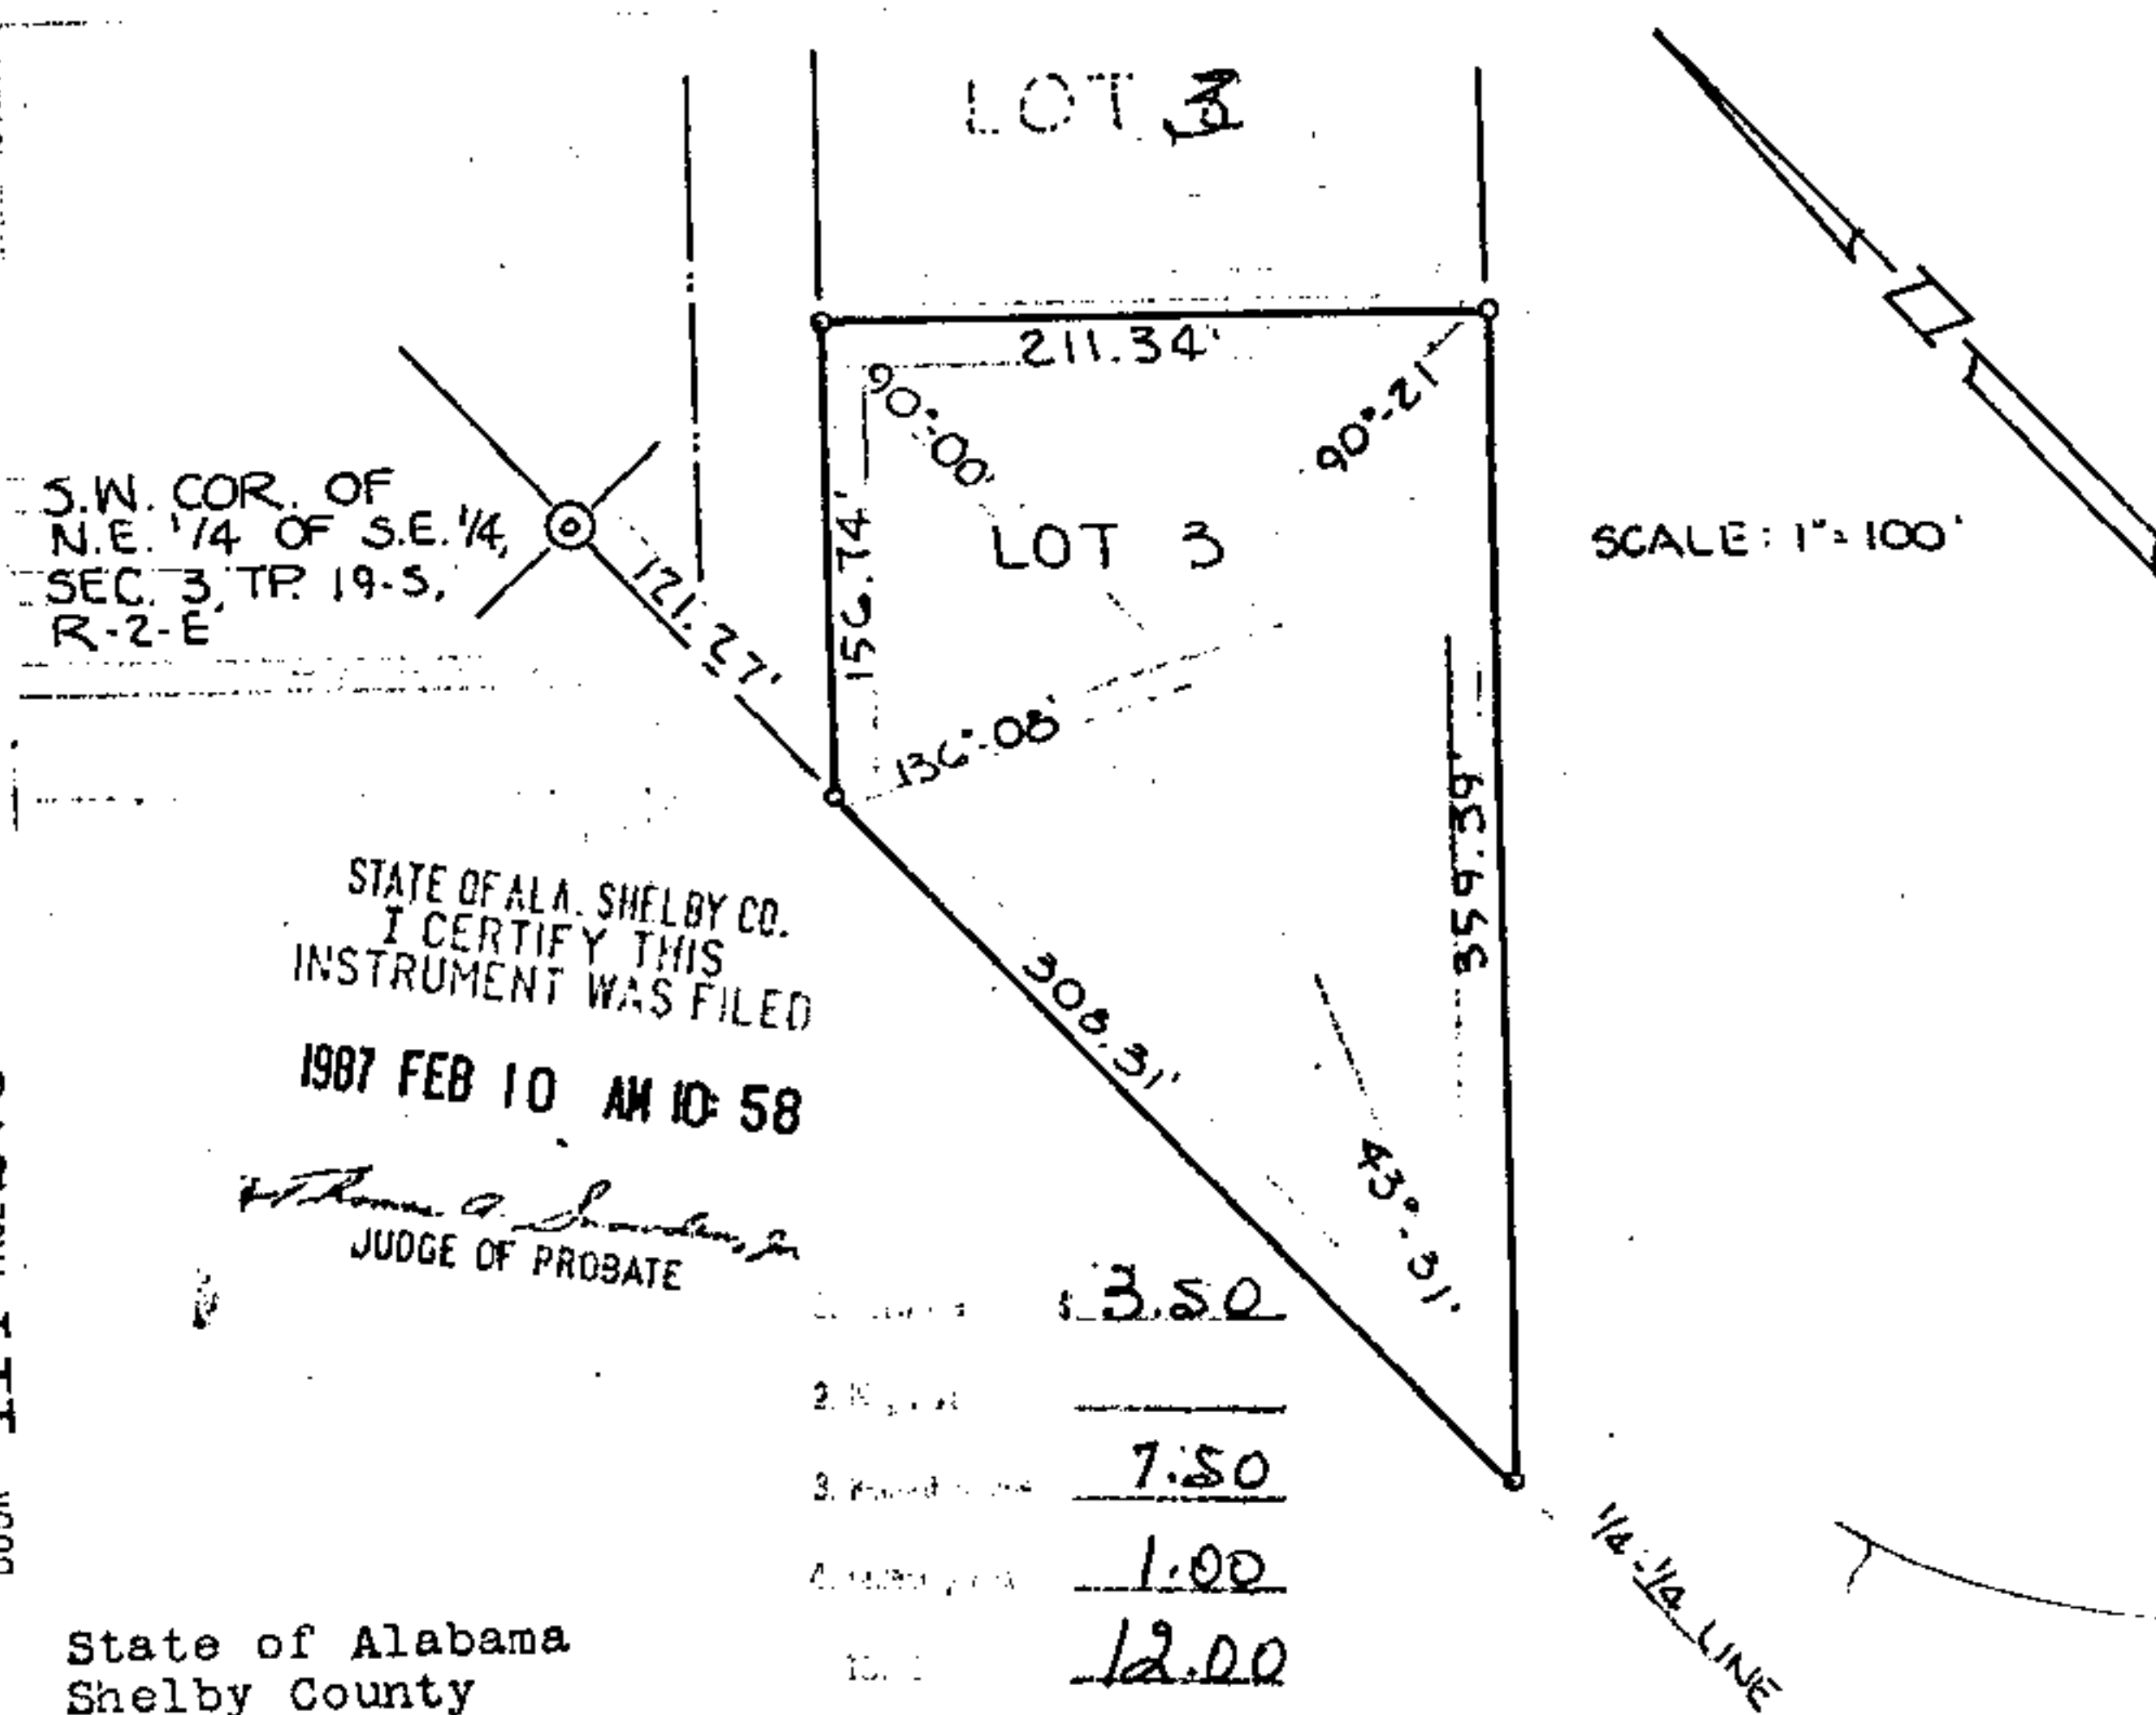 LOT 3
211.34'
90°-00'
90°-21'
156.74'
LOT 3
SCALE: 1"=100'
S.W. COR. OF
N.E. 1/4 OF S.E. 1/4,
SEC. 3, TP. 19-S,
R-2-E
121.27'
136°-08'
308.31'
43°-31'
STATE OF ALA. SHELBY CO.
I CERTIFY THIS
INSTRUMENT WAS FILED
1987 FEB 10 AM 10:58
JUDGE OF PROBATE
$ 3.50
7.50
1.00
12.00
1/4-1/4 LINE
State of Alabama
Shelby County